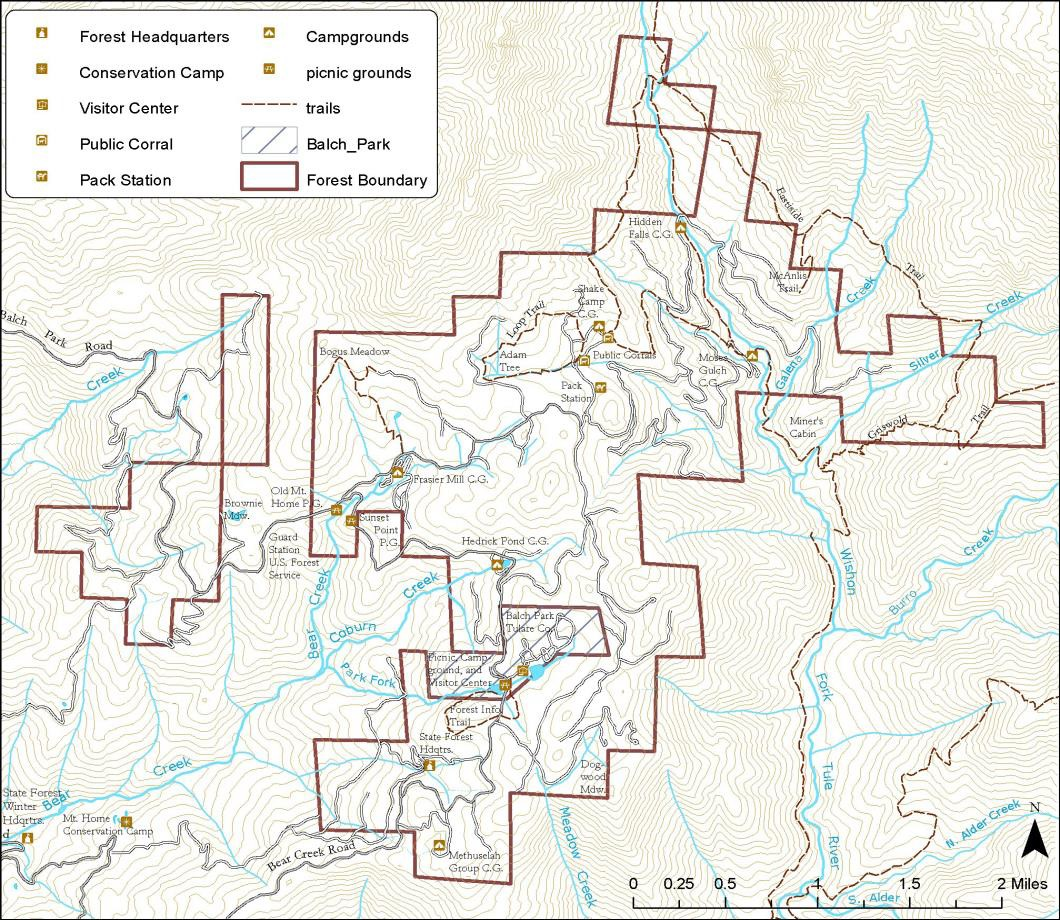 Forest Headquarters
Conservation Camp
Visitor Center
Public Corral
Pack Station
Campgrounds
picnic grounds
trails
Balch_Park
Forest Boundary
Hidden
Falls C.G.
Eastside
Trail
McAnlis
Trail
Creek
Galena
Creek
Silver
Shake
Camp
C.G.
Loop Trail
Adam
Tree
Public Corrals
Pack
Station
Moses
Gulch
C.G.
Miner's
Cabin
Griswold
Trail
Balch
Park
Road
Creek
Bogus Meadow
Frasier Mill C.G.
Old Mt.
Home P.G.
Brownie
Mdw.
Sunset
Point
P.G.
Guard
Station
U.S. Forest
Service
Hedrick Pond C.G.
Creek
Bear
Creek
Coburn
Park Fork
Balch Park
Tulare Co.
Picnic, Camp
ground, and
Visitor Center
Forest Info
Trail
State Forest
Hdqtrs.
Dog-
wood
Mdw.
Wishon
Fork
Tule
River
Creek
Burro
Creek
Bear
State Forest
Winter
Hdqrtrs.
d
Mt. Home
Conservation Camp
Bear Creek Road
Methuselah
Group C.G.
Meadow
Creek
N. Alder Creek
S. Alder
N
0 0.25 0.5 1 1.5 2 Miles